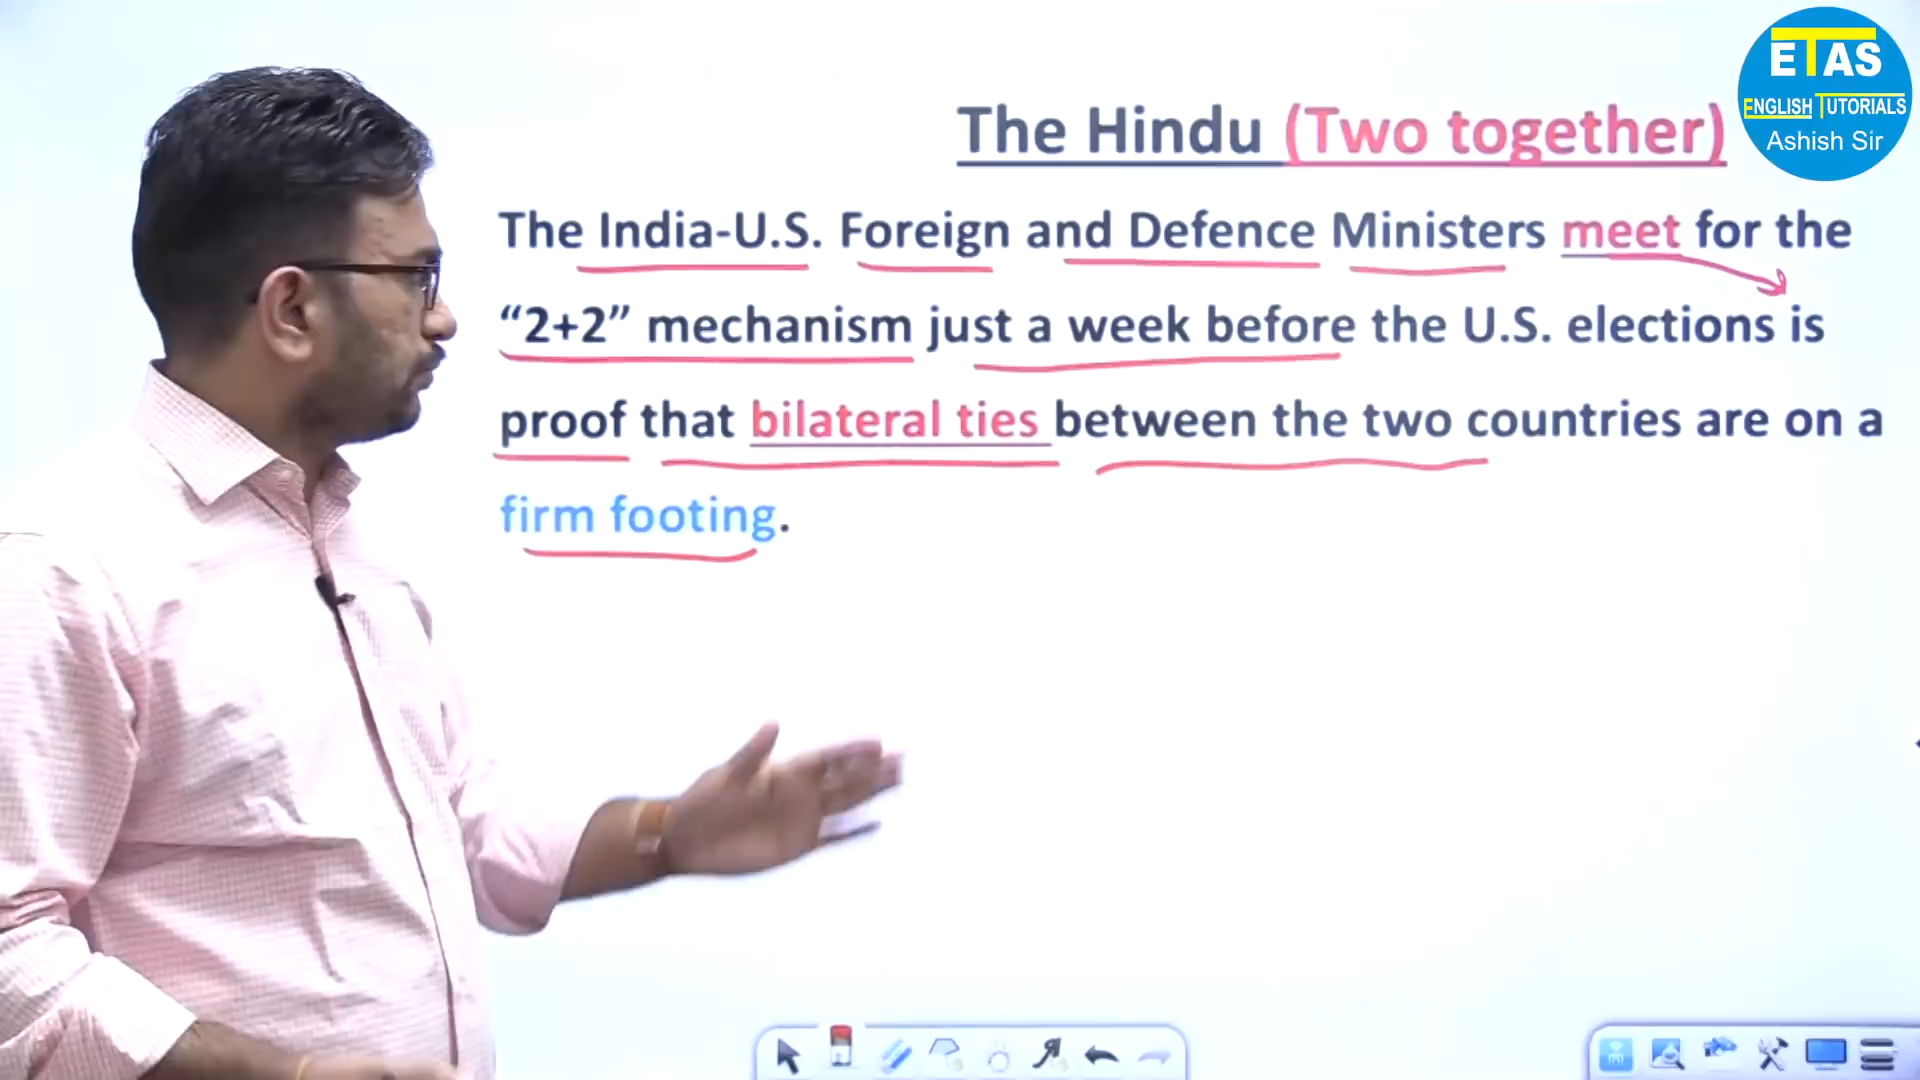 ETAS
ENGLISH TUTORIALS
Ashish Sir
The Hindu (Two together)
The India-U.S. Foreign and Defence Ministers meet for the
“2+2” mechanism just a week before the U.S. elections is
proof that bilateral ties between the two countries are on a
firm footing.